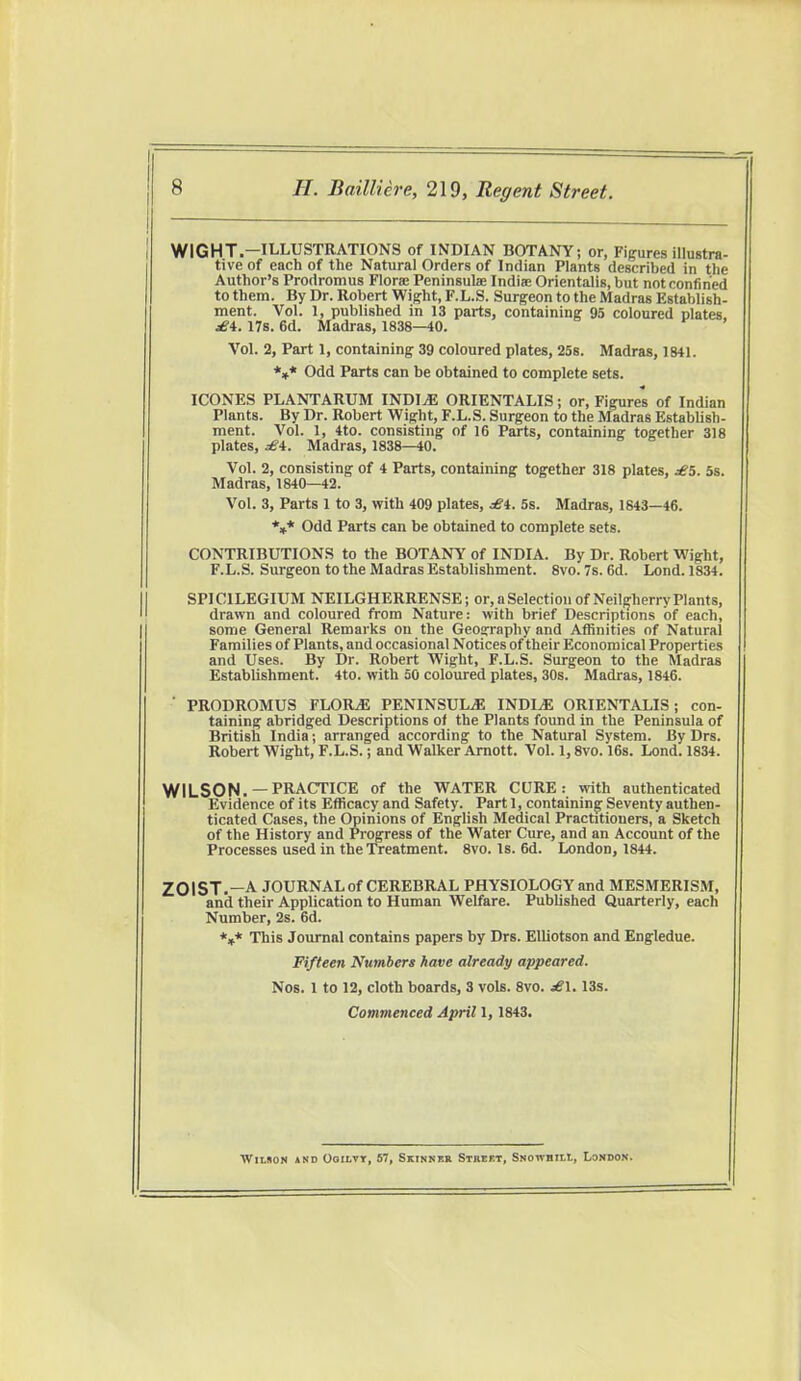 8 H. Baillière, 219, Regent Street.
WIGHT.—ILLUSTRATIONS of INDIAN BOTANY; or, Figures illustra-
tive of each of the Natural Orders of Indian Plants described in the
Author's Prodromus Floræ Peninsulæ Indiæ Orientalis, but not confined
to them. By Dr. Robert Wight, F.L.S. Surgeon to the Madras Establish-
ment. Vol. 1, published in 13 parts, containing 95 coloured plates,
£4. 17s. 6d. Madras, 1838—40.
Vol. 2, Part 1, containing 39 coloured plates, 25s. Madras, 1841.
*** Odd Parts can be obtained to complete sets.
ICONES PLANTARUM INDIÆ ORIENTALIS; or, Figures of Indian
Plants. By Dr. Robert Wight, F.L.S. Surgeon to the Madras Establish-
ment. Vol. 1, 4to. consisting of 16 Parts, containing together 318
plates, £4. Madras, 1838—40.
Vol. 2, consisting of 4 Parts, containing together 318 plates, £5. 5s.
Madras, 1840—42.
Vol. 3, Parts 1 to 3, with 409 plates, £4. 5s. Madras, 1843—46.
*** Odd Parts can be obtained to complete sets.
CONTRIBUTIONS to the BOTANY of INDIA. By Dr. Robert Wight,
F.L.S. Surgeon to the Madras Establishment. 8vo. 7s. 6d. Lond. 1834.
SPICILEGIUM NEILGHERRENSE; or, a Selection of Neilgherry Plants,
drawn and coloured from Nature: with brief Descriptions of each,
some General Remarks on the Geography and Affinities of Natural
Families of Plants, and occasional Notices of their Economical Properties
and Uses. By Dr. Robert Wight, F.L.S. Surgeon to the Madras
Establishment. 4to. with 50 coloured plates, 30s. Madras, 1846.
PRODROMUS FLORÆ PENINSULÆ INDIÆ ORIENTALIS; con-
taining abridged Descriptions of the Plants found in the Peninsula of
British India; arranged according to the Natural System. By Drs.
Robert Wight, F.L.S.; and Walker Arnott. Vol. 1, 8vo. 16s. Lond. 1834.
WILSON.—PRACTICE of the WATER CURE: with authenticated
Evidence of its Efficacy and Safety. Part 1, containing Seventy authen-
ticated Cases, the Opinions of English Medical Practitioners, a Sketch
of the History and Progress of the Water Cure, and an Account of the
Processes used in the Treatment. 8vo. 1s. 6d. London, 1844.
ZOIST.—A JOURNAL of CEREBRAL PHYSIOLOGY and MESMERISM,
and their Application to Human Welfare. Published Quarterly, each
Number, 2s. 6d.
*** This Journal contains papers by Drs. Elliotson and Engledue.
Fifteen Numbers have already appeared.
Nos. 1 to 12, cloth boards, 3 vols. 8vo. £1. 13s.
Commenced April 1, 1843.
WILSON AND OGILVY, 57, SKINNER STREET, SNOWHILL, LONDON.